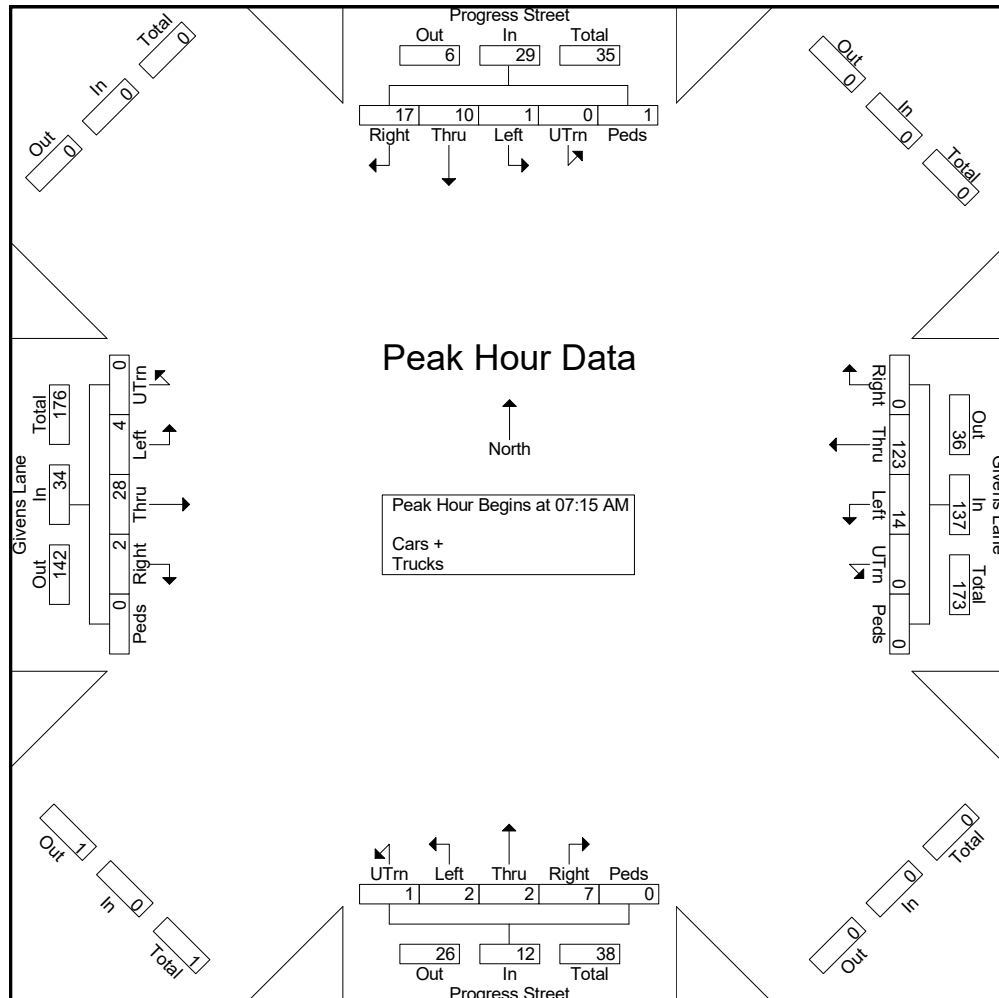 Progress Street
Out In Total
6 29 35
17 10 1 0 1
Right Thru Left UTrn Peds
Total 0
In 0
Out 0
Out 0
In 0
Total 0
Peak Hour Data
North
Peak Hour Begins at 07:15 AM
Cars +
Trucks
Givens Lane
Total In Out
176 34 142
0 4 28 2 0
UTrn Left Thru Right Peds
Right Thru Left UTrn Peds
0 123 14 0 0
Out In Total
36 137 173
Givens Lane
Out 1
In 0
Total 1
Total 0
In 0
Out 0
UTrn Left Thru Right Peds
1 2 2 7 0
26 12 38
Out In Total
Progress Street